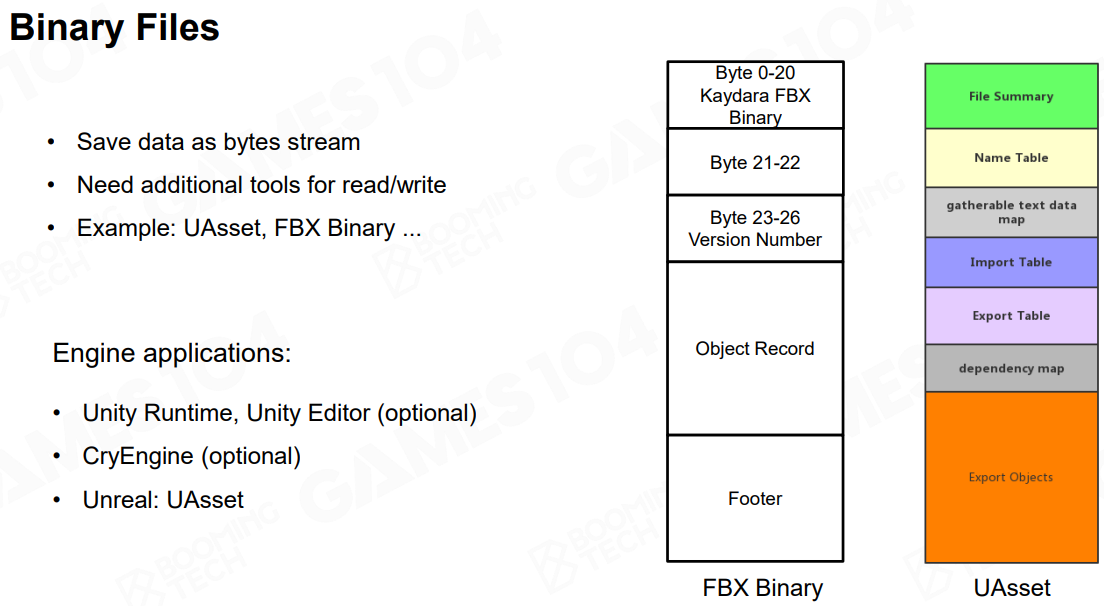 Binary Files
• Save data as bytes stream
• Need additional tools for read/write
• Example: UAsset, FBX Binary ...
Engine applications:
• Unity Runtime, Unity Editor (optional)
• CryEngine (optional)
• Unreal: UAsset
Byte 0-20
Kaydara FBX
Binary
Byte 21-22
Byte 23-26
Version Number
Object Record
Footer
FBX Binary
File Summary
Name Table
gatherable text data
map
Import Table
Export Table
dependency map
Export Objects
UAsset
GAMES104
BOOMING
TECH